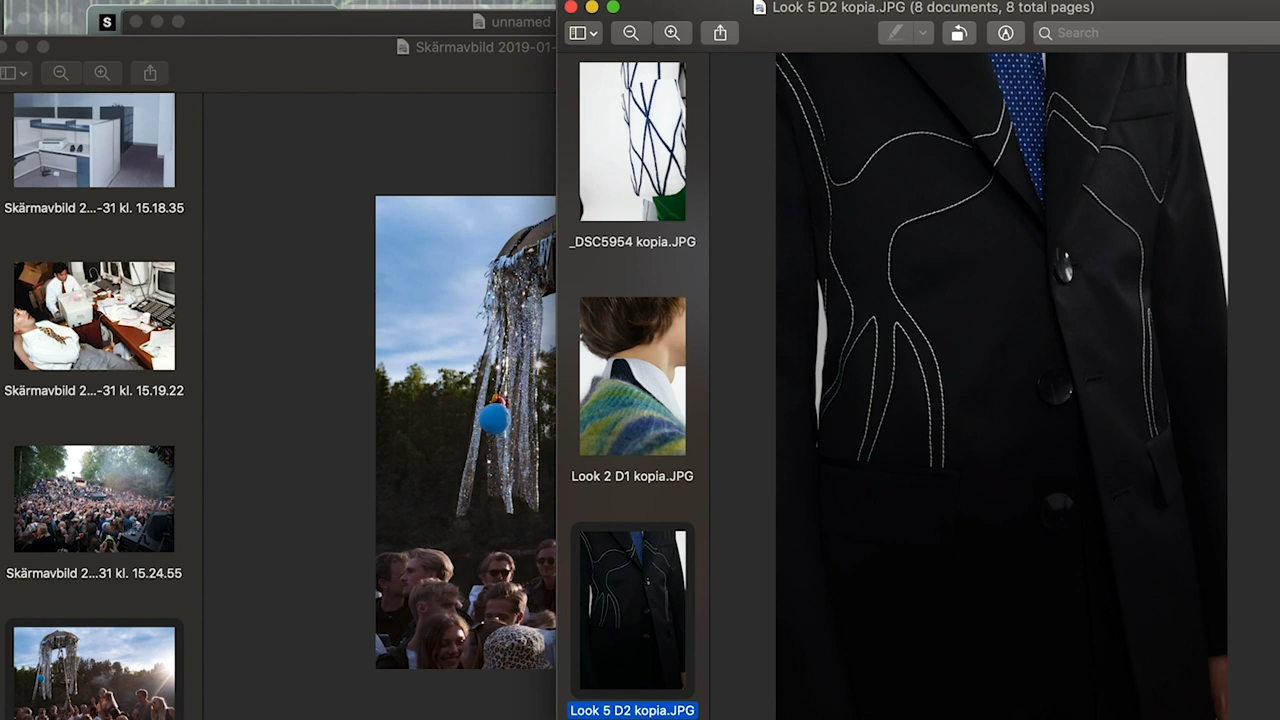 S
unnamed
Skärmavbild 2019-01-
Skärmavbild 2...-31 kl. 15.18.35
Skärmavbild 2...-31 kl. 15.19.22
Skärmavbild 2...31 kl. 15.24.55
Look 5 D2 kopia.JPG (8 documents, 8 total pages)
Search
_DSC5954 kopia.JPG
Look 2 D1 kopia.JPG
Look 5 D2 kopia.JPG